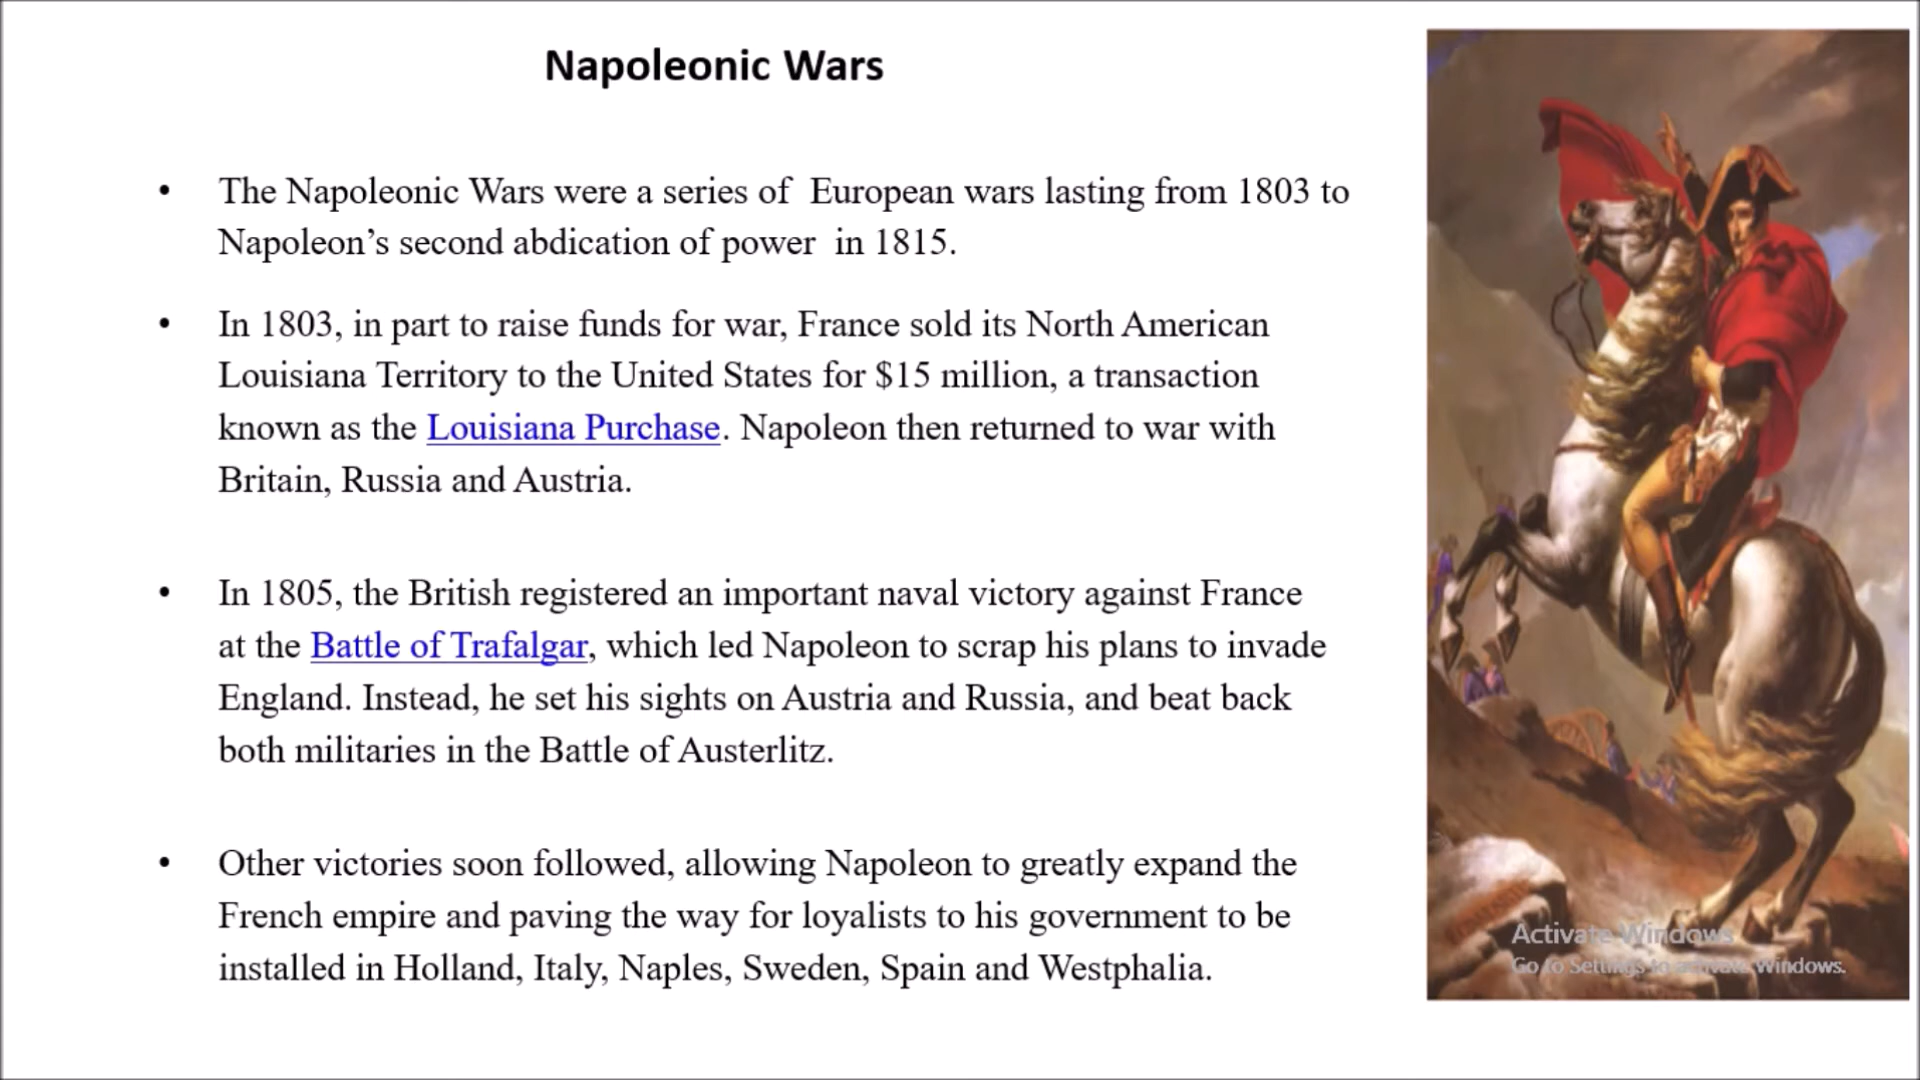 Napoleonic Wars
• The Napoleonic Wars were a series of  European wars lasting from 1803 to
Napoleon’s second abdication of power  in 1815.
• In 1803, in part to raise funds for war, France sold its North American
Louisiana Territory to the United States for $15 million, a transaction
known as the Louisiana Purchase. Napoleon then returned to war with
Britain, Russia and Austria.
• In 1805, the British registered an important naval victory against France
at the Battle of Trafalgar, which led Napoleon to scrap his plans to invade
England. Instead, he set his sights on Austria and Russia, and beat back
both militaries in the Battle of Austerlitz.
• Other victories soon followed, allowing Napoleon to greatly expand the
French empire and paving the way for loyalists to his government to be
installed in Holland, Italy, Naples, Sweden, Spain and Westphalia.
Activate Windows
Go to Settings to activate Windows.